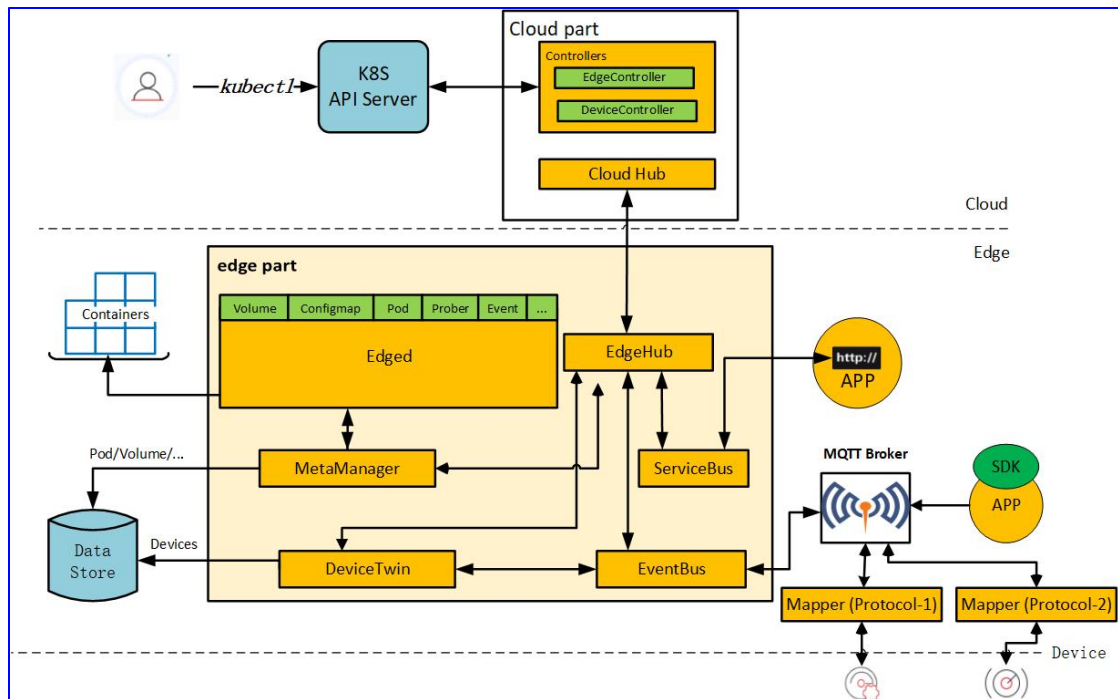 Cloud part
Controllers
EdgeController
DeviceController
kubectl
K8S
API Server
Cloud Hub
Cloud
Edge
edge part
Volume
Configmap
Pod
Prober
Event
...
Edged
Containers
EdgeHub
http://
APP
Pod/Volume/...
MetaManager
ServiceBus
MQTT Broker
SDK
APP
Data
Store
Devices
DeviceTwin
EventBus
Mapper (Protocol-1)
Mapper (Protocol-2)
Device